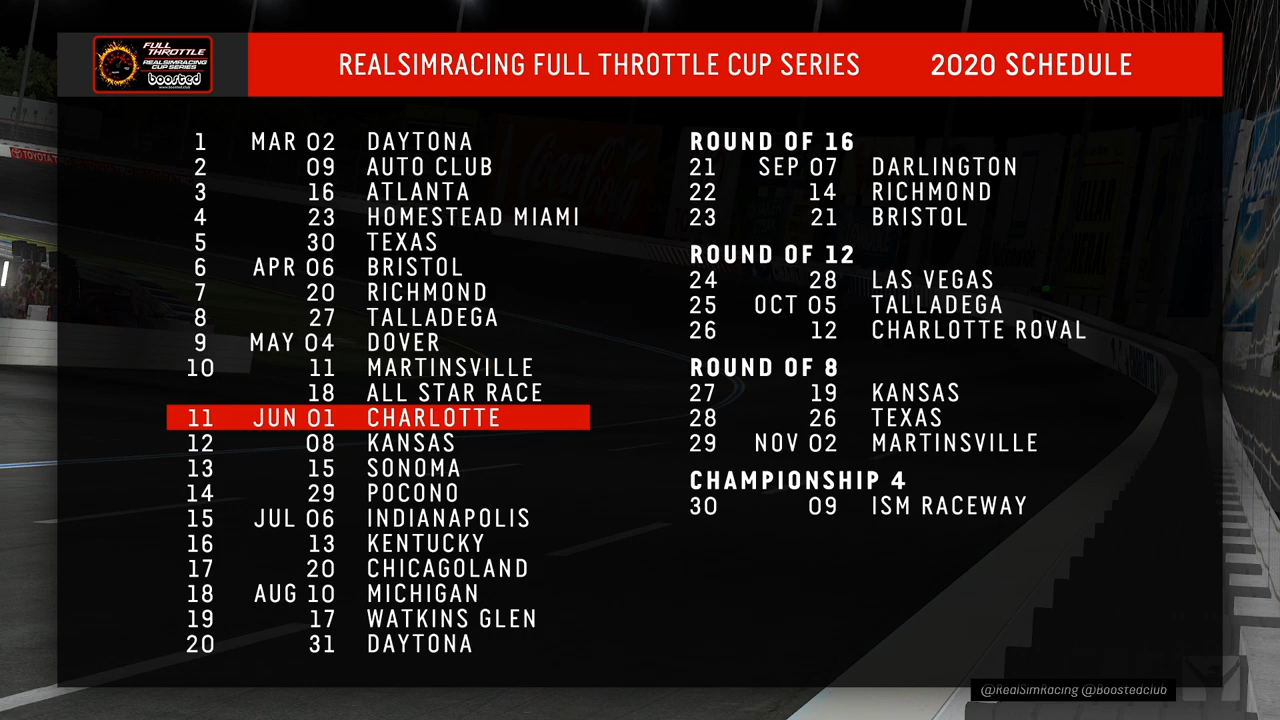 FULL THROTTLE
REALSIMRACING
CUP SERIES
boosted
www.boosted.club
REALSIMRACING FULL THROTTLE CUP SERIES 2020 SCHEDULE
1 MAR 02 DAYTONA
2 09 AUTO CLUB
3 16 ATLANTA
4 23 HOMESTEAD MIAMI
5 30 TEXAS
6 APR 06 BRISTOL
7 20 RICHMOND
8 27 TALLADEGA
9 MAY 04 DOVER
10 11 MARTINSVILLE
18 ALL STAR RACE
11 JUN 01 CHARLOTTE
12 08 KANSAS
13 15 SONOMA
14 29 POCONO
15 JUL 06 INDIANAPOLIS
16 13 KENTUCKY
17 20 CHICAGOLAND
18 AUG 10 MICHIGAN
19 17 WATKINS GLEN
20 31 DAYTONA
ROUND OF 16
21 SEP 07 DARLINGTON
22 14 RICHMOND
23 21 BRISTOL
ROUND OF 12
24 28 LAS VEGAS
25 OCT 05 TALLADEGA
26 12 CHARLOTTE ROVAL
ROUND OF 8
27 19 KANSAS
28 26 TEXAS
29 NOV 02 MARTINSVILLE
CHAMPIONSHIP 4
30 09 ISM RACEWAY
TOYOTA
Coca-Cola
@RealSimRacing @Boostedclub